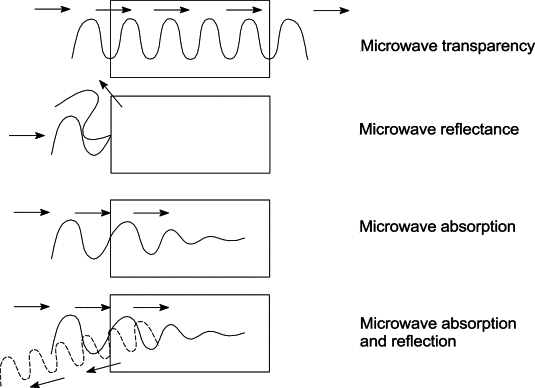 Microwave transparency
Microwave reflectance
Microwave absorption
Microwave absorption
and reflection